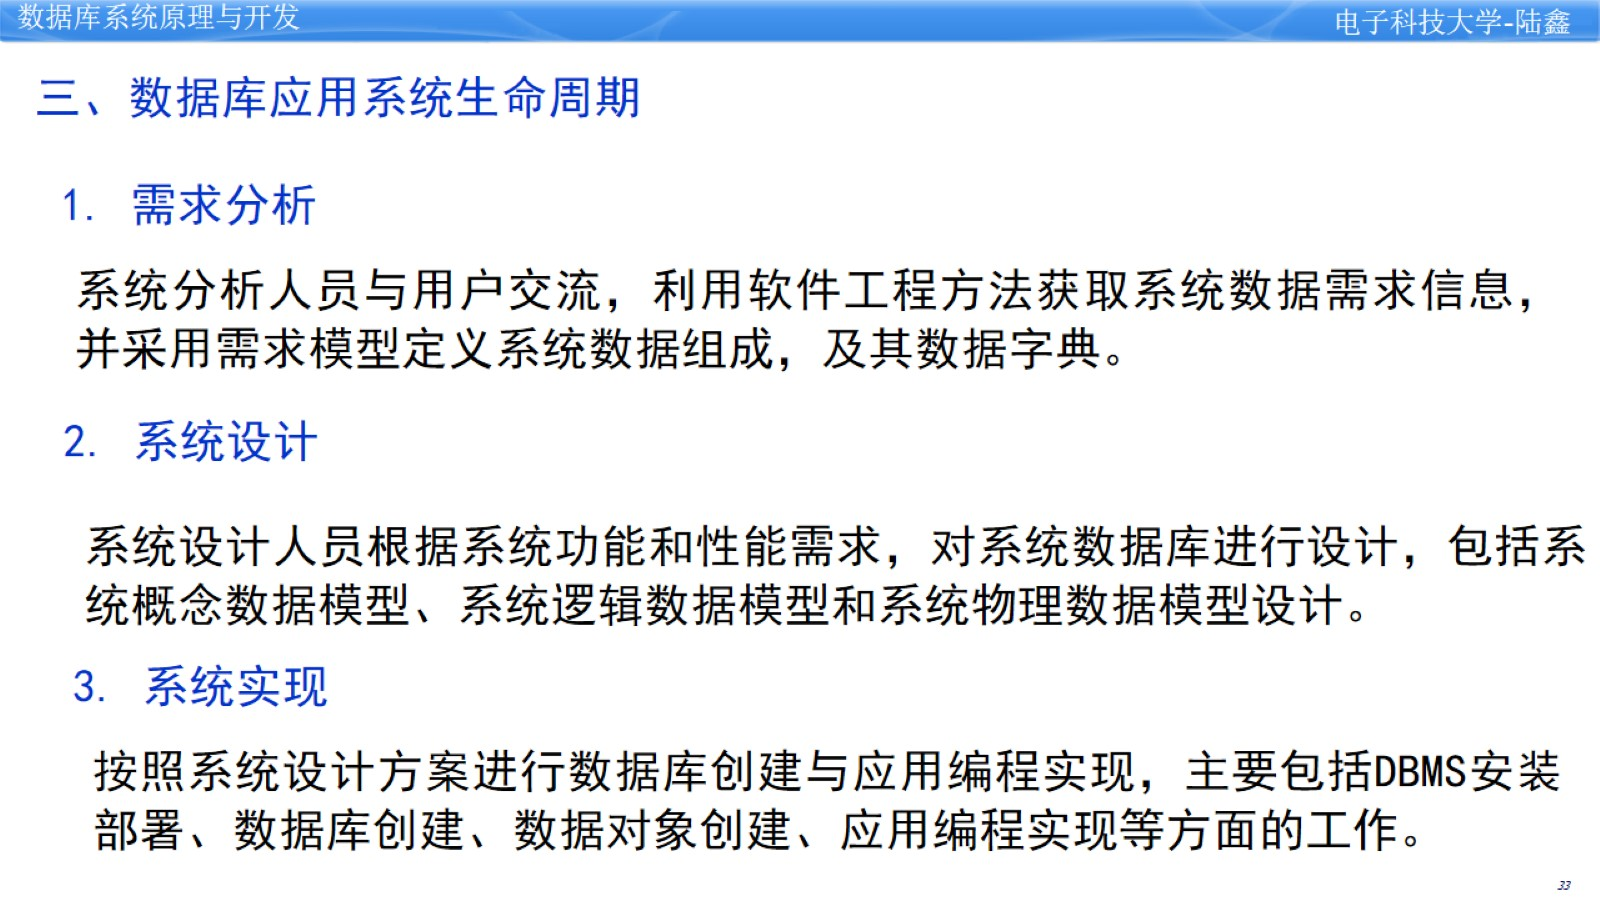 数据库系统原理与开发
电子科技大学-陆鑫
三、数据库应用系统生命周期
1. 需求分析
系统分析人员与用户交流，利用软件工程方法获取系统数据需求信息，
并采用需求模型定义系统数据组成，及其数据字典。
2. 系统设计
系统设计人员根据系统功能和性能需求，对系统数据库进行设计，包括系
统概念数据模型、系统逻辑数据模型和系统物理数据模型设计。
3. 系统实现
按照系统设计方案进行数据库创建与应用编程实现，主要包括DBMS安装
部署、数据库创建、数据对象创建、应用编程实现等方面的工作。
33